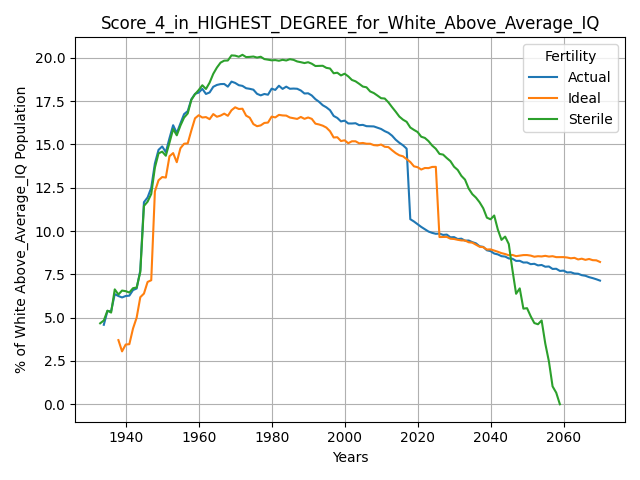 Score_4_in_HIGHEST_DEGREE_for_White_Above_Average_IQ
Fertility
Actual
Ideal
Sterile
% of White Above_Average_IQ Population
20.0
17.5
15.0
12.5
10.0
7.5
5.0
2.5
0.0
1940 1960 1980 2000 2020 2040 2060
Years